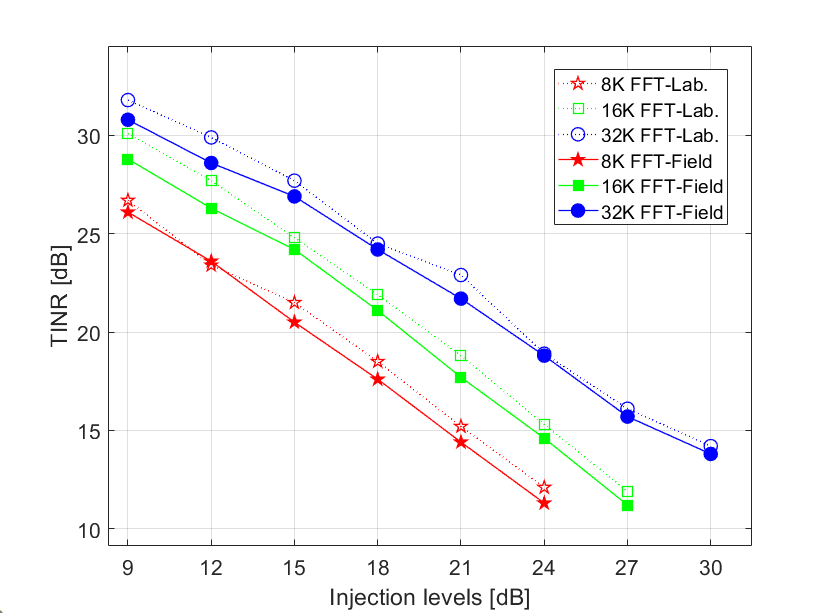 8K FFT-Lab.
16K FFT-Lab.
32K FFT-Lab.
8K FFT-Field
16K FFT-Field
32K FFT-Field
30
25
20
15
10
TINR [dB]
9 12 15 18 21 24 27 30
Injection levels [dB]